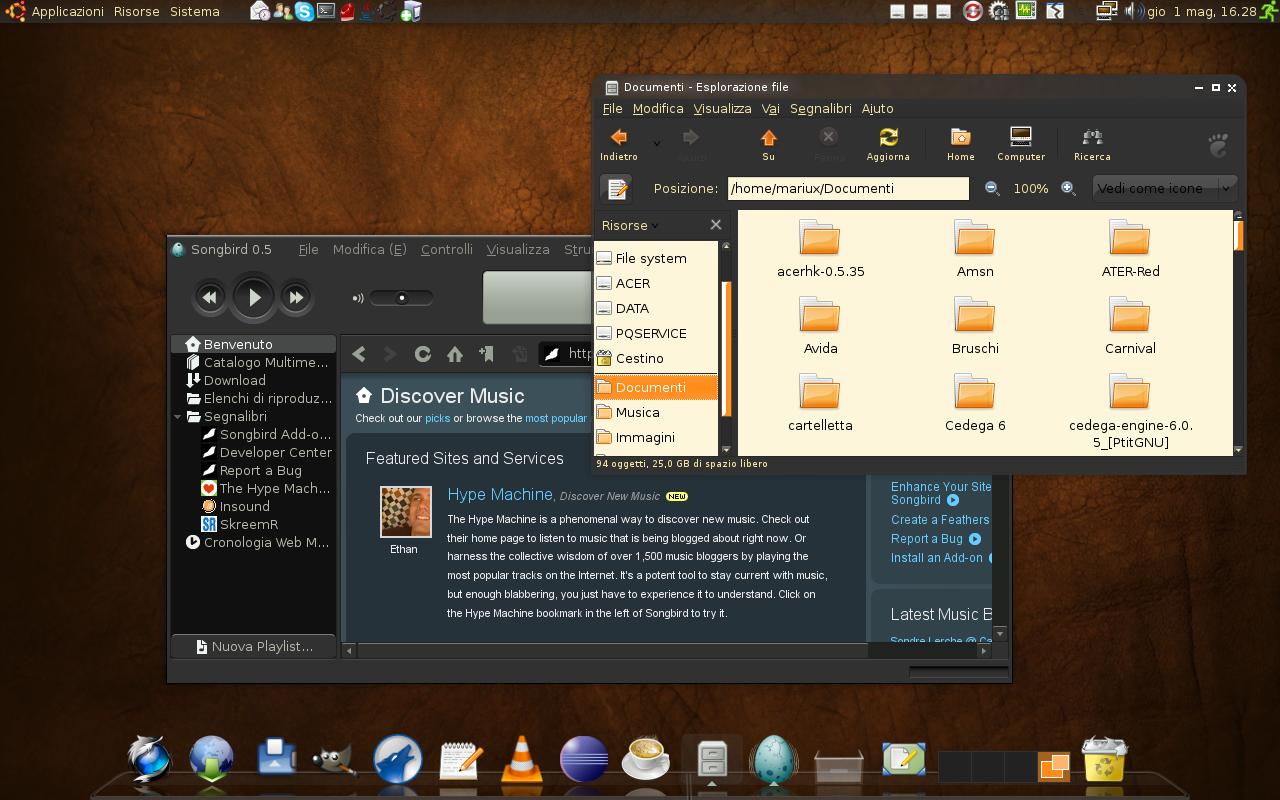 Applicazioni Risorse Sistema
gio 1 mag, 16.28
Documenti - Esplorazione file
File Modifica Visualizza Vai Segnalibri Aiuto
Indietro Avanti Su Ferma Aggiorna Home Computer Ricerca
Posizione: /home/mariux/Documenti 100% Vedi come icone
Risorse
File system
ACER
DATA
PQSERVICE
Cestino
Documenti
Musica
Immagini
acerhk-0.5.35 Amsn ATER-Red
Avida Bruschi Carnival
cartelletta Cedega 6 cedega-engine-6.0.
5_[PtitGNU]
94 oggetti, 25,0 GB di spazio libero
Songbird 0.5 File Modifica (E) Controlli Visualizza Stru
Benvenuto
Catalogo Multime...
Download
Elenchi di riproduz...
Segnalibri
Songbird Add-o...
Developer Center
Report a Bug
The Hype Mach...
Insound
SR SkreemR
Cronologia Web M...
Nuova Playlist...
http
Discover Music
Check out our picks or browse the most popular
Featured Sites and Services
Hype Machine, Discover New Music NEW
Ethan
The Hype Machine is a phenomenal way to discover new music. Check out
their home page to listen to music that is being blogged about right now. Or
harness the collective wisdom of over 1,500 music bloggers by playing the
most popular tracks on the Internet. It's a potent tool to stay current with music,
but enough blabbering, you just have to experience it to understand. Click on
the Hype Machine bookmark in the left of Songbird to try it.
Enhance Your Site
Songbird
Create a Feathers
Report a Bug
Install an Add-on
Latest Music B
Sondre Lerche @ Ca